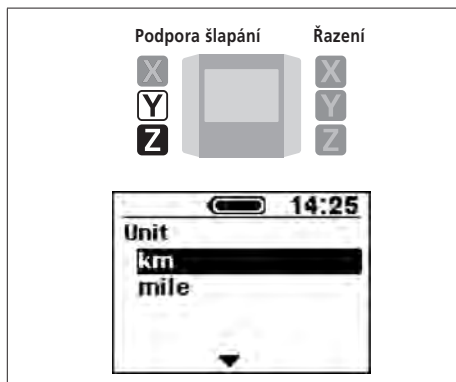 Podpora šlapání Řazení
X X
Y Y
Z Z
14:25
Unit
km
mile